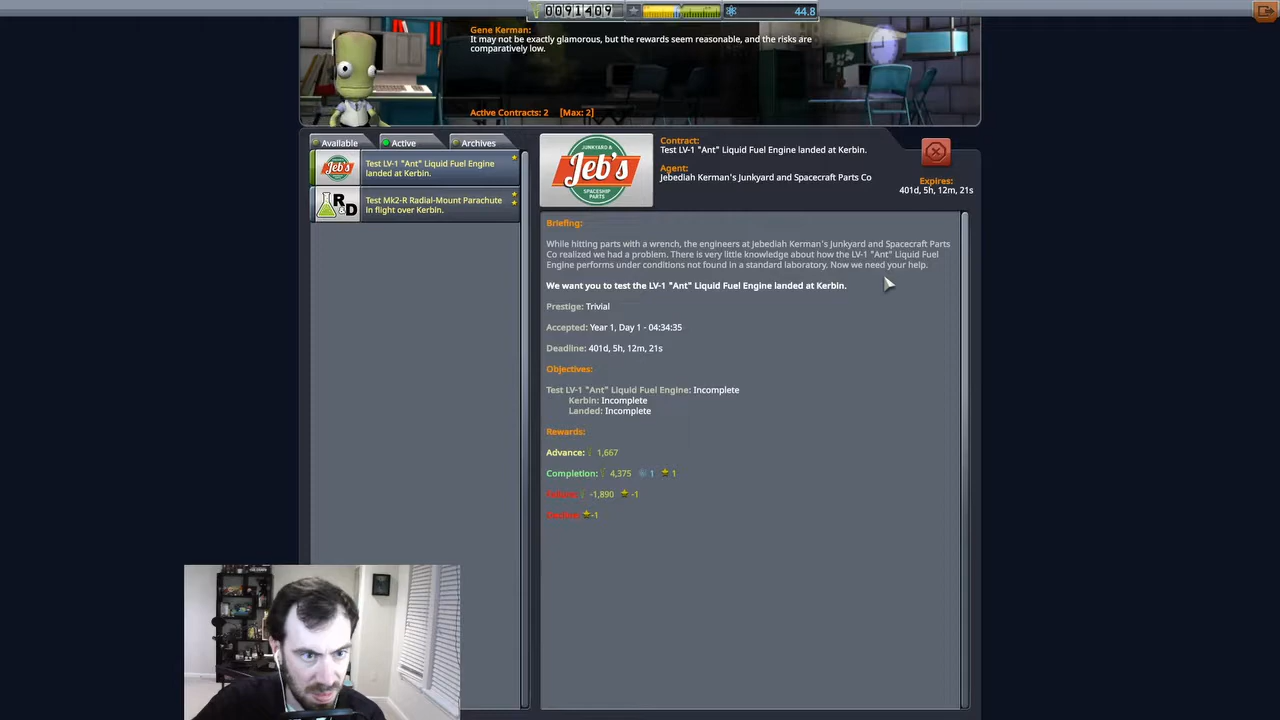 0091409
44.8
Gene Kerman:
It may not be exactly glamorous, but the rewards seem reasonable, and the risks are
comparatively low.
Active Contracts: 2 [Max: 2]
Available
Active
Archives
Test LV-1 "Ant" Liquid Fuel Engine
landed at Kerbin.
R&D
Test Mk2-R Radial-Mount Parachute
in flight over Kerbin.
JUNKYARD &
Jeb's
SPACESHIP
PARTS
Contract:
Test LV-1 "Ant" Liquid Fuel Engine landed at Kerbin.
Agent:
Jebediah Kerman's Junkyard and Spacecraft Parts Co
Expires:
401d, 5h, 12m, 21s
Briefing:
While hitting parts with a wrench, the engineers at Jebediah Kerman's Junkyard and Spacecraft Parts
Co realized we had a problem. There is very little knowledge about how the LV-1 "Ant" Liquid Fuel
Engine performs under conditions not found in a standard laboratory. Now we need your help.
We want you to test the LV-1 "Ant" Liquid Fuel Engine landed at Kerbin.
Prestige: Trivial
Accepted: Year 1, Day 1 - 04:34:35
Deadline: 401d, 5h, 12m, 21s
Objectives:
Test LV-1 "Ant" Liquid Fuel Engine: Incomplete
Kerbin: Incomplete
Landed: Incomplete
Rewards:
Advance: 1,667
Completion: 4,375 1 1
Failure: -1,890 -1
Decline: -1